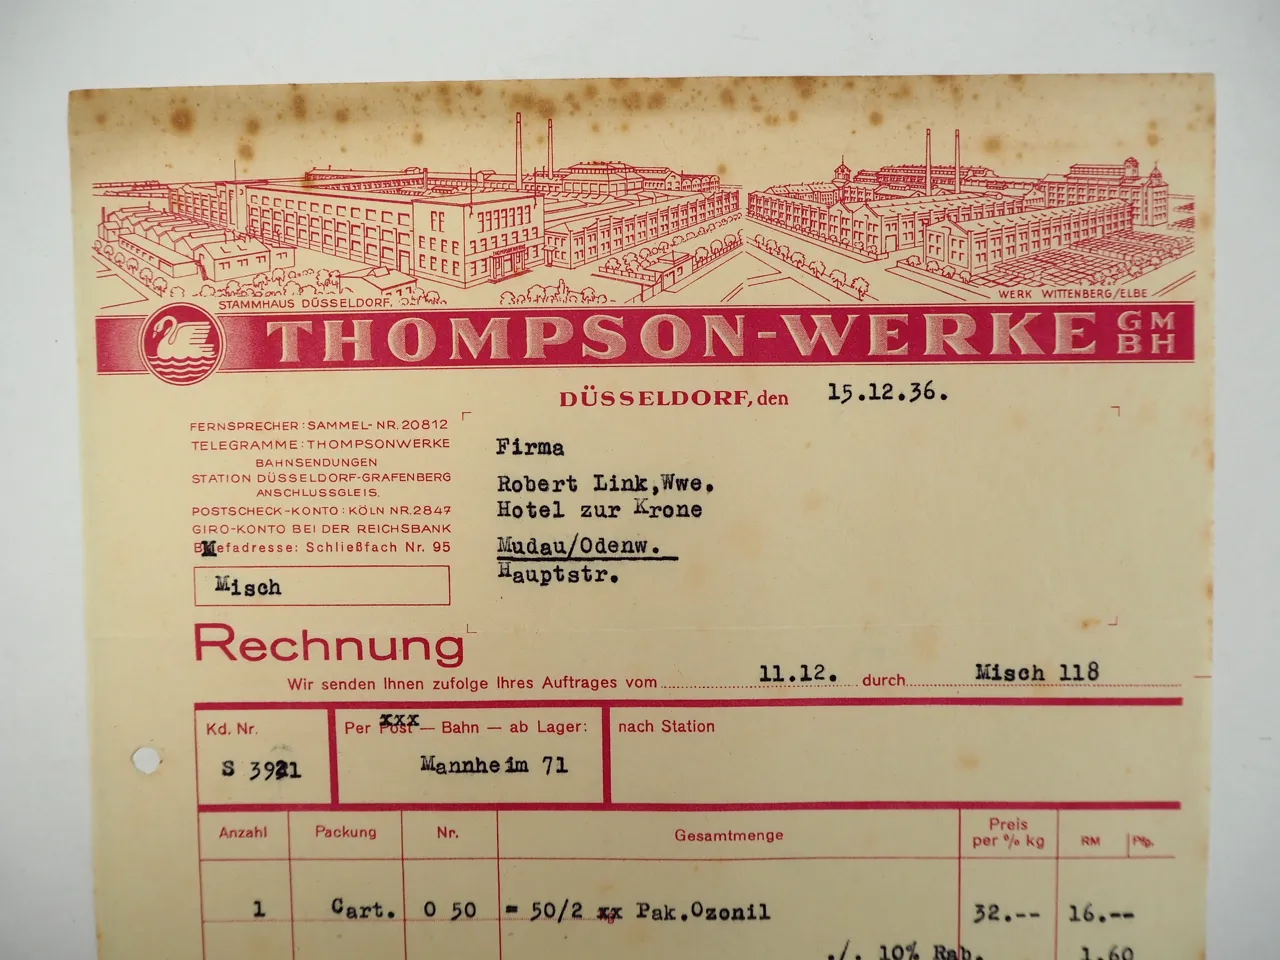 THOMPSONWERKE
STAMMHAUS DÜSSELDORF.
WERK WITTENBERG/ELBE
THOMPSON-WERKE GMBH
DÜSSELDORF, den 15.12.36.
FERNSPRECHER: SAMMEL-NR. 20812
TELEGRAMME: THOMPSONWERKE
BAHNSENDUNGEN
STATION DÜSSELDORF-GRAFENBERG
ANSCHLUSSGLEIS.
POSTSCHECK-KONTO: KÖLN NR. 2847
GIRO-KONTO BEI DER REICHSBANK
Briefadresse: Schließfach Nr. 95
Misch
Firma
Robert Link,Wwe.
Hotel zur Krone
Mudau/Odenw.
Hauptstr.
Rechnung
Wir senden Ihnen zufolge Ihres Auftrages vom 11.12. durch Misch 118
Kd. Nr.
S 3921
Per Post — Bahn — ab Lager:
xxx
Mannheim 71
nach Station
Anzahl Packung Nr. Gesamtmenge Preis per % kg RM Pfg.
1 Cart. 0 50 = 50/2 xx Pak.Ozonil 32.-- 16.--
./. 10% Rab. 1.60